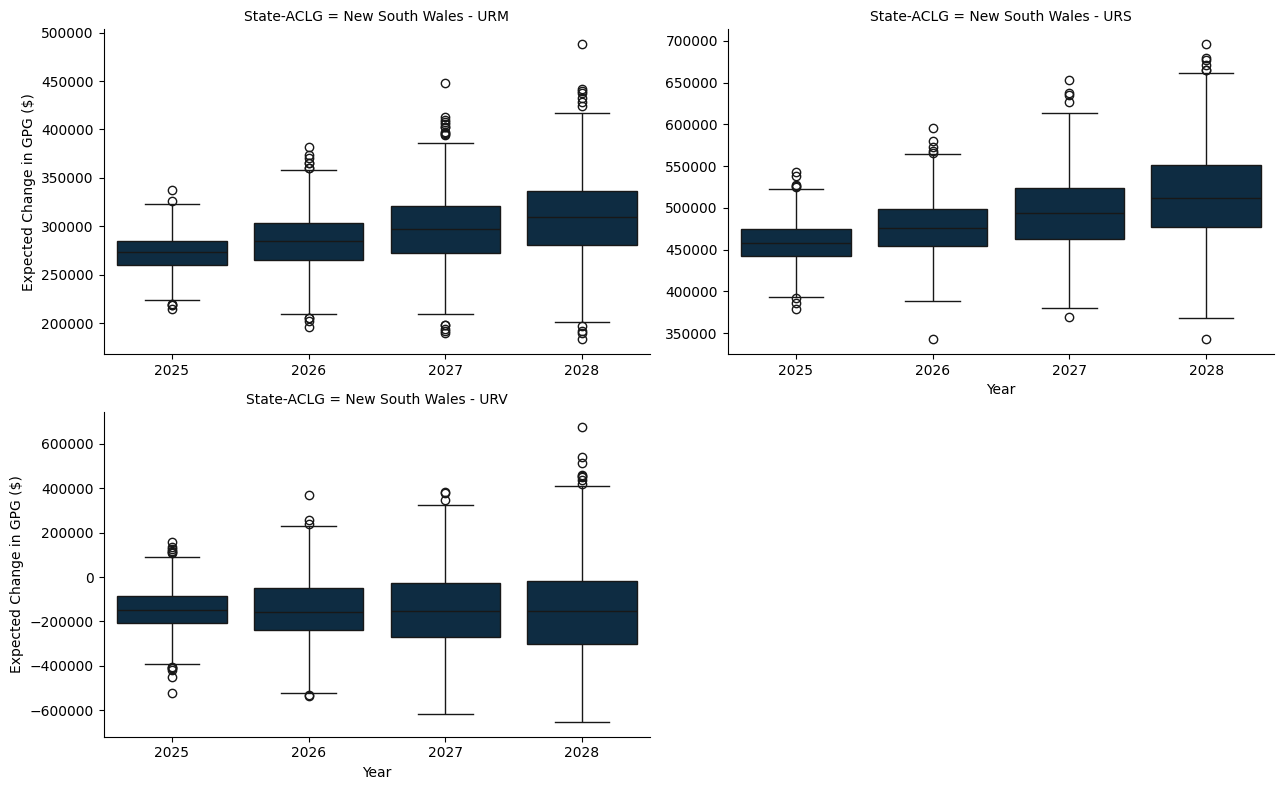 State-ACLG = New South Wales - URM
Expected Change in GPG ($)
500000
450000
400000
350000
300000
250000
200000
2025 2026 2027 2028
State-ACLG = New South Wales - URS
700000
650000
600000
550000
500000
450000
400000
350000
2025 2026 2027 2028
Year
State-ACLG = New South Wales - URV
Expected Change in GPG ($)
600000
400000
200000
0
−200000
−400000
−600000
2025 2026 2027 2028
Year